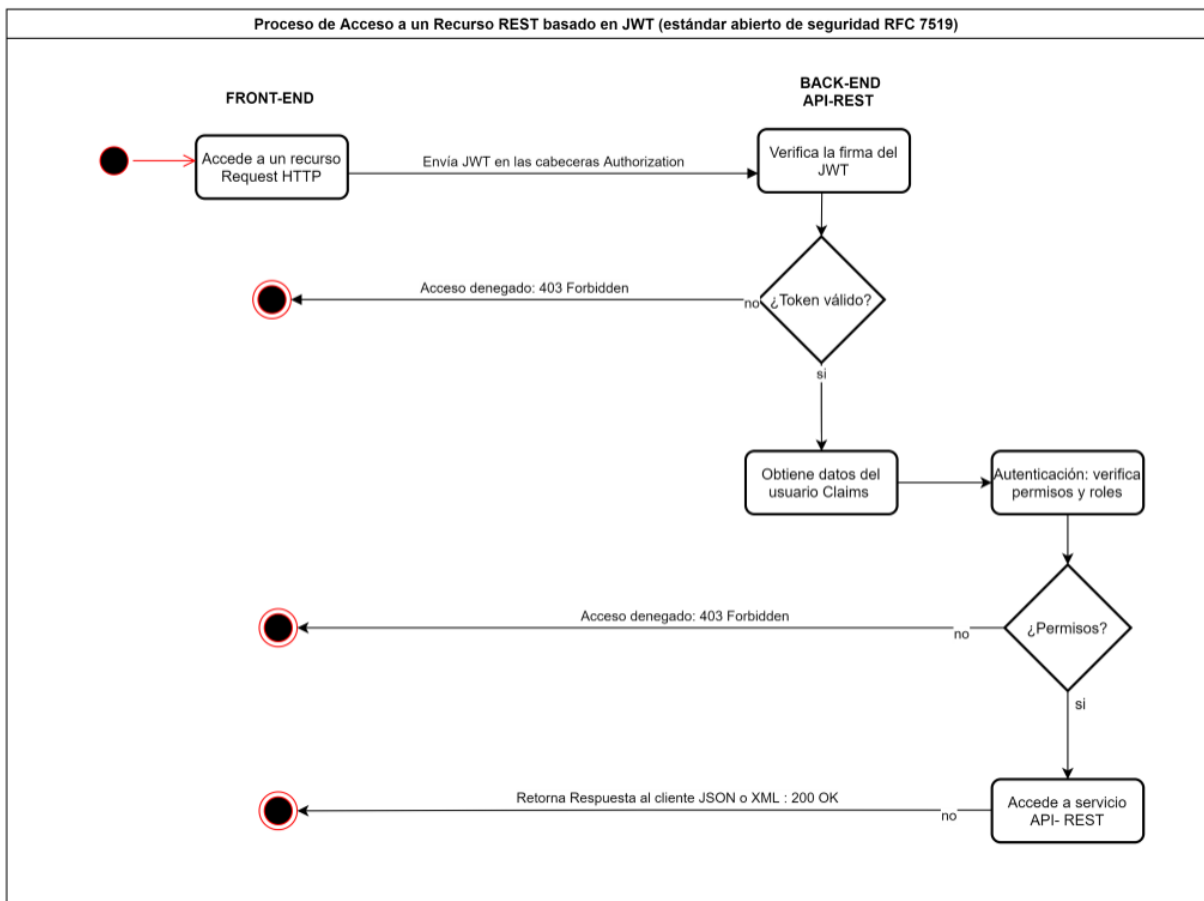 Proceso de Acceso a un Recurso REST basado en JWT (estándar abierto de seguridad RFC 7519)
FRONT-END
BACK-END
API-REST
Accede a un recurso
Request HTTP
Envía JWT en las cabeceras Authorization
Verifica la firma del
JWT
Acceso denegado: 403 Forbidden
no
¿Token válido?
si
Obtiene datos del
usuario Claims
Autenticación: verifica
permisos y roles
Acceso denegado: 403 Forbidden
no
¿Permisos?
si
Retorna Respuesta al cliente JSON o XML : 200 OK
no
Accede a servicio
API- REST